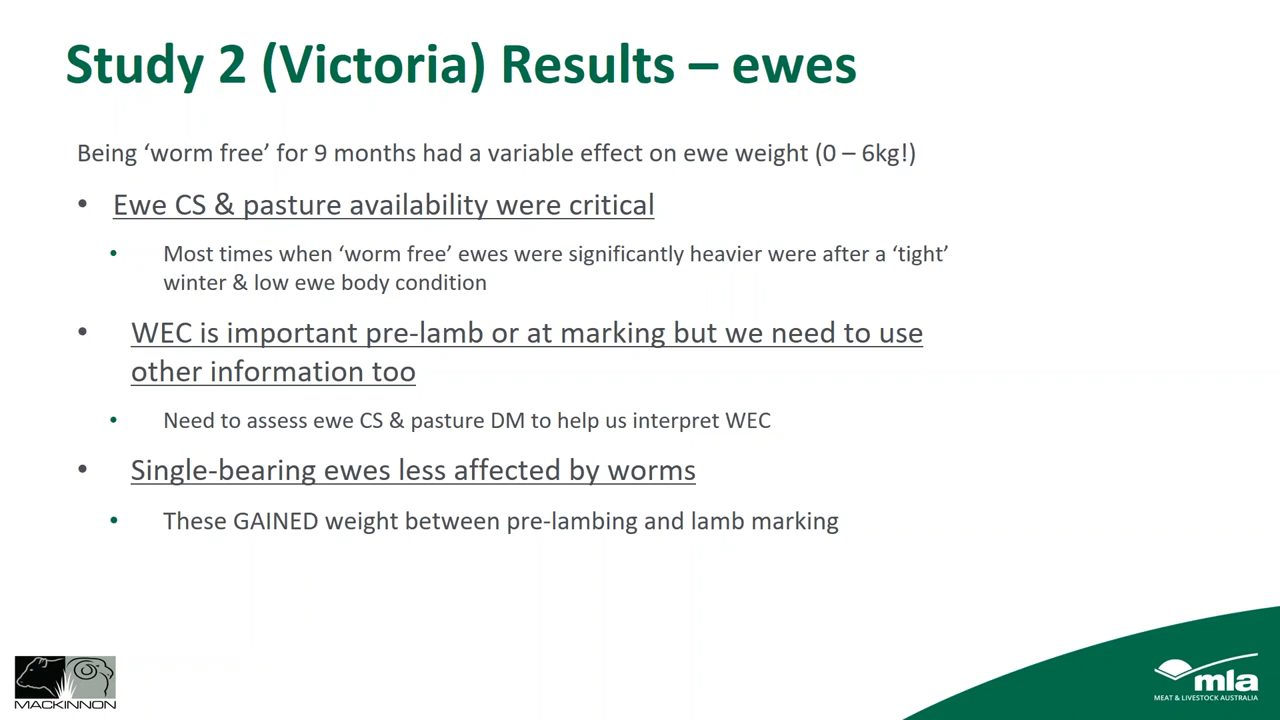 Study 2 (Victoria) Results – ewes
Being ‘worm free’ for 9 months had a variable effect on ewe weight (0 – 6kg!)
• Ewe CS & pasture availability were critical
• Most times when ‘worm free’ ewes were significantly heavier were after a ‘tight’
winter & low ewe body condition
• WEC is important pre-lamb or at marking but we need to use
other information too
• Need to assess ewe CS & pasture DM to help us interpret WEC
• Single-bearing ewes less affected by worms
• These GAINED weight between pre-lambing and lamb marking
MACKINNON
mla
MEAT & LIVESTOCK AUSTRALIA